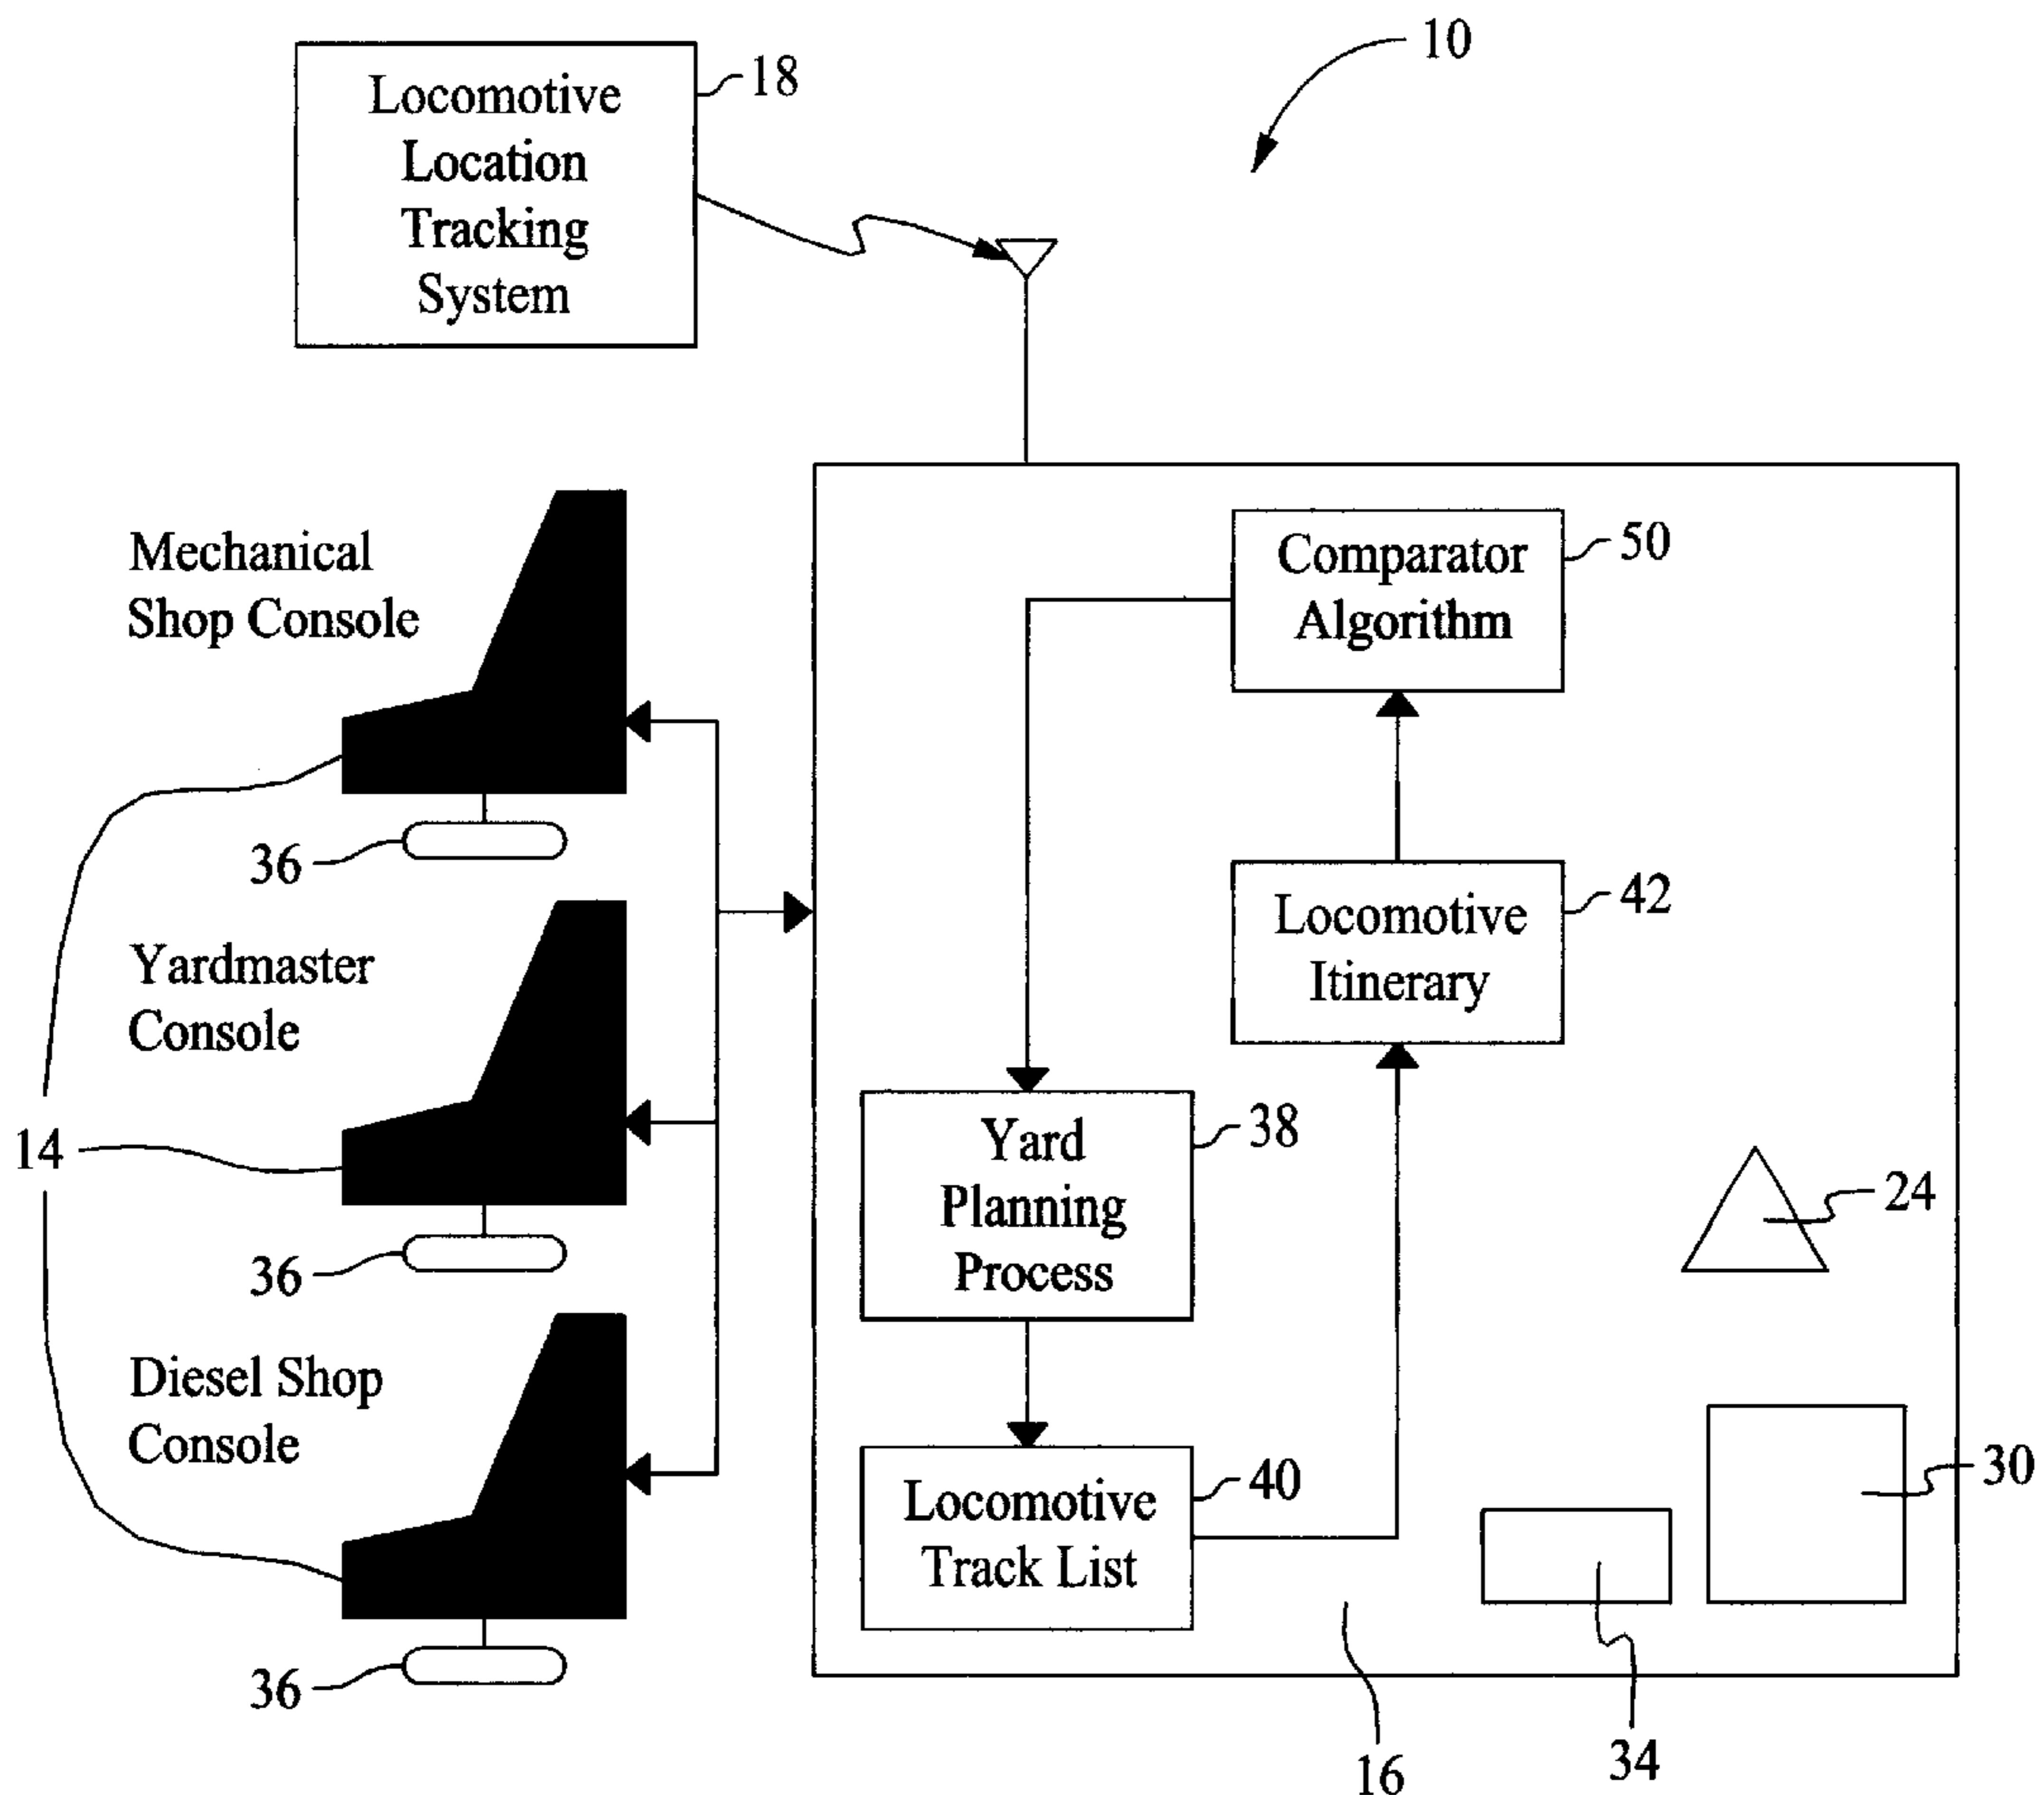 10
Locomotive
Location
Tracking
System
18
Mechanical
Shop Console
36
Yardmaster
Console
36
Diesel Shop
Console
36
14
Comparator
Algorithm
50
Locomotive
Itinerary
42
Yard
Planning
Process
38
Locomotive
Track List
40
24
30
34
16